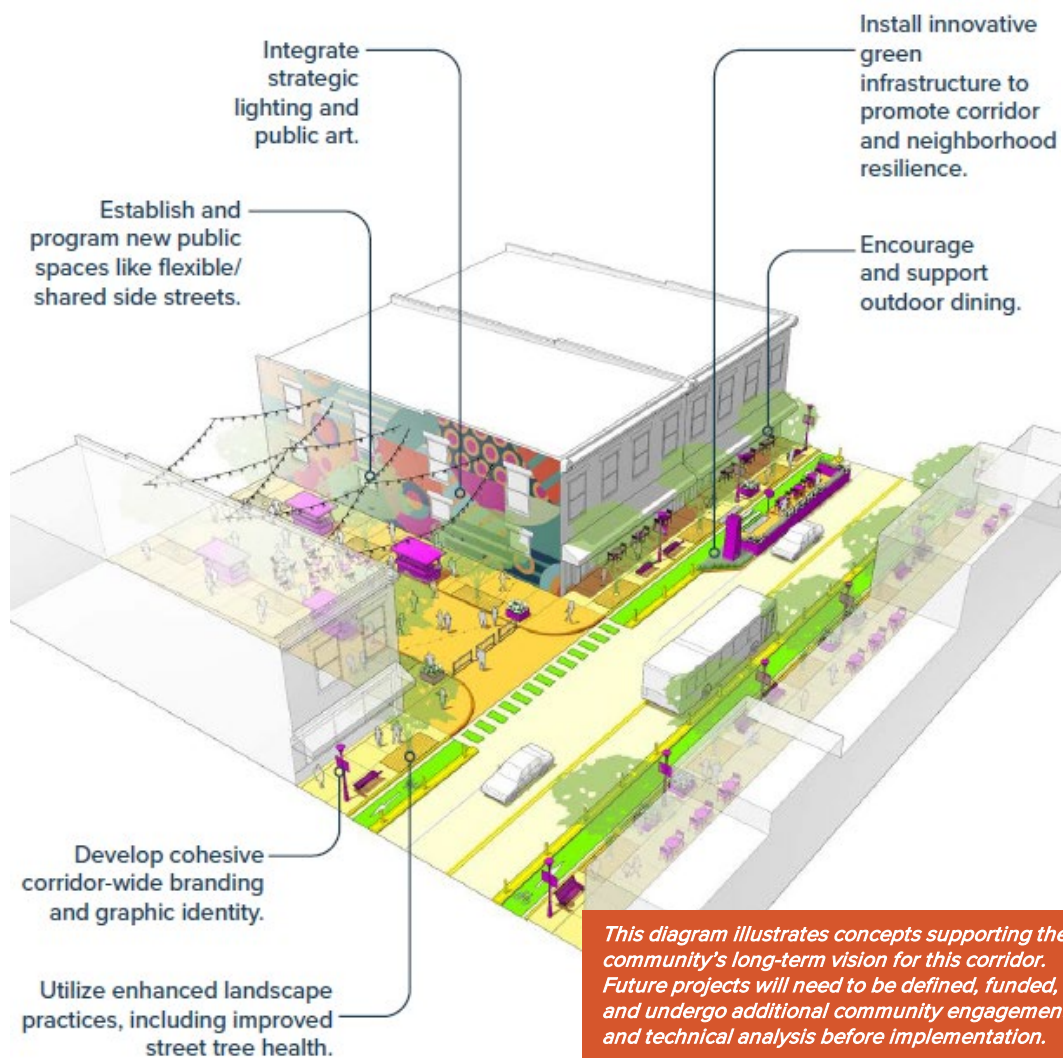 Integrate
strategic
lighting and
public art.
Install innovative
green
infrastructure to
promote corridor
and neighborhood
resilience.
Establish and
program new public
spaces like flexible/
shared side streets.
Encourage
and support
outdoor dining.
Develop cohesive
corridor-wide branding
and graphic identity.
Utilize enhanced landscape
practices, including improved
street tree health.
This diagram illustrates concepts supporting the
community's long-term vision for this corridor.
Future projects will need to be defined, funded,
and undergo additional community engagemen
and technical analysis before implementation.